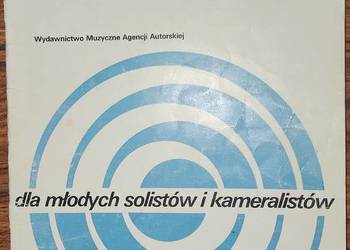 Wydawnictwo Muzyczne Agencji Autorskiej
dla młodych solistów i kameralistów